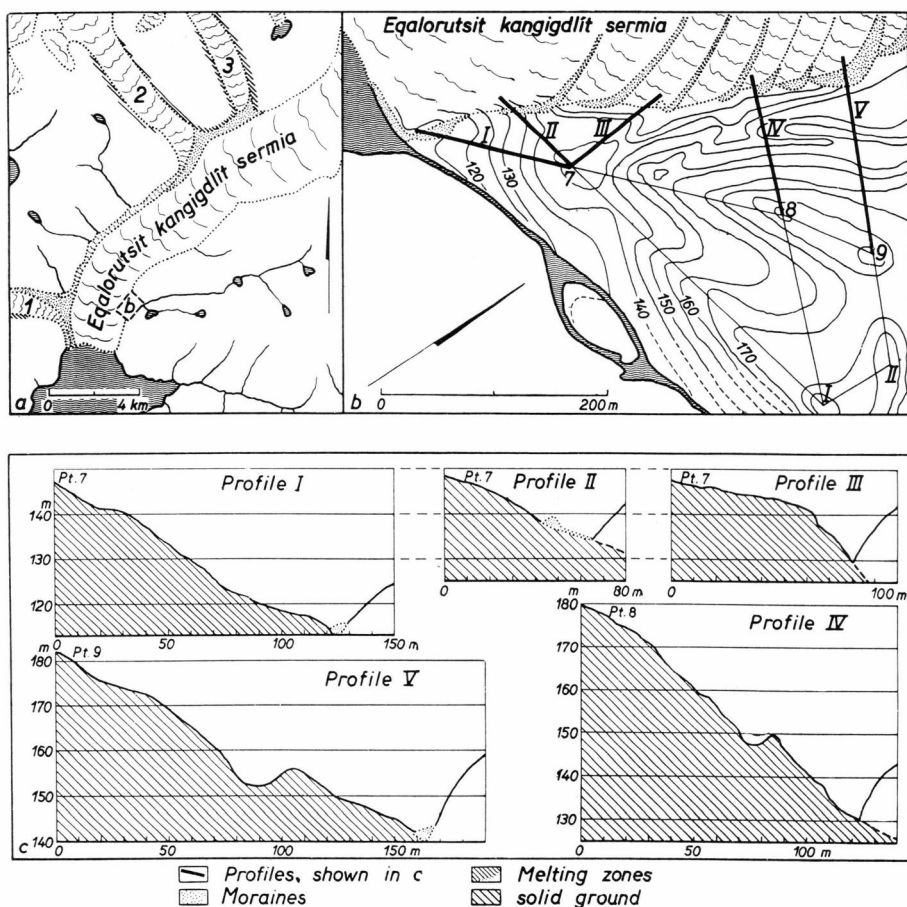 Eqalorutsit kangigdlît sermia
1
2
3
b
a
0 4 km
Eqalorutsit kangigdlît sermia
I
II
III
IV
V
7
8
9
I
II
120
130
140
150
160
170
b
0 200 m
Pt. 7 Profile I
m
140
130
120
0 50 100 150 m
Pt. 7 Profile II
0 m 80
Pt. 7 Profile III
0 100 m
m
180
Pt. 9 Profile V
170
160
150
140
c
0 50 100 150 m
180
Pt. 8 Profile IV
170
160
150
140
130
0 50 100 m
Profiles, shown in c
Melting zones
Moraines
solid ground